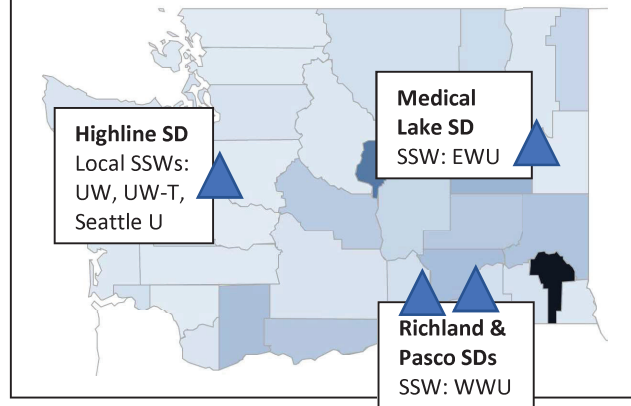 Highline SD
Local SSWs:
UW, UW-T,
Seattle U
Medical
Lake SD
SSW: EWU
Richland &
Pasco SDs
SSW: WWU